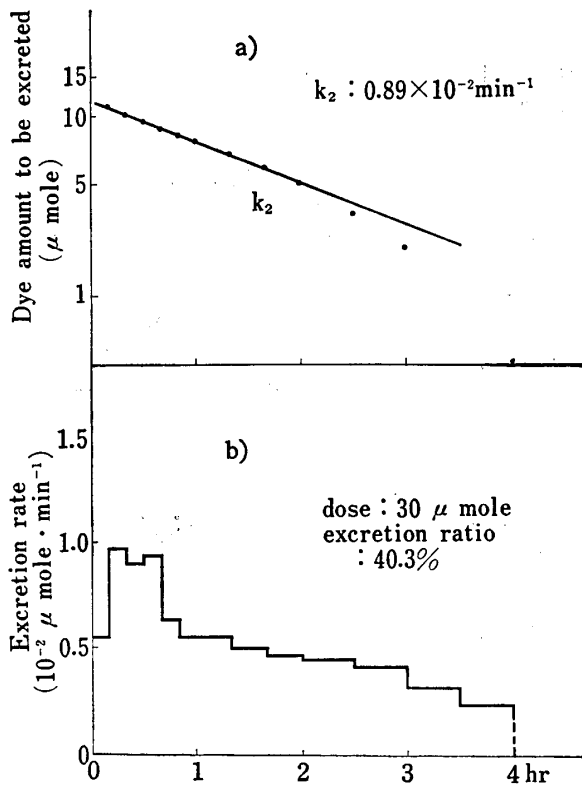 a)
k₂ : 0.89×10⁻²min⁻¹
Dye amount to be excreted
(μ mole)
15
10
5
1
k₂
b)
dose : 30 μ mole
excretion ratio
: 40.3%
Excretion rate
(10⁻² μ mole · min⁻¹)
1.5
1.0
0.5
0
0 1 2 3 4 hr